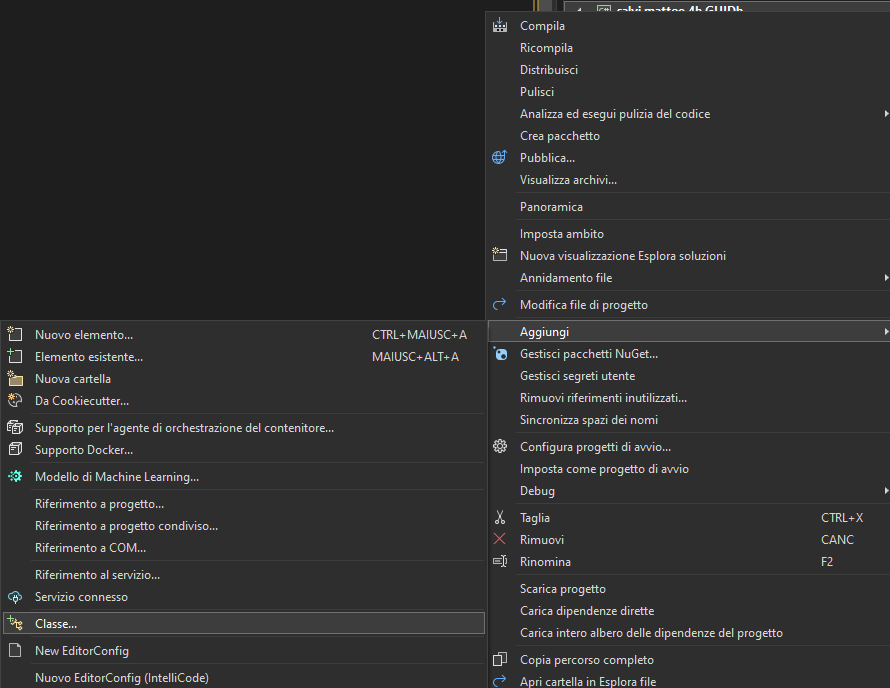 salvi matteo 4h GUIDb
Compila
Ricompila
Distribuisci
Pulisci
Analizza ed esegui pulizia del codice
Crea pacchetto
Pubblica...
Visualizza archivi...
Panoramica
Imposta ambito
Nuova visualizzazione Esplora soluzioni
Annidamento file
Modifica file di progetto
Aggiungi
Gestisci pacchetti NuGet...
Gestisci segreti utente
Rimuovi riferimenti inutilizzati...
Sincronizza spazi dei nomi
Configura progetti di avvio...
Imposta come progetto di avvio
Debug
Taglia CTRL+X
Rimuovi CANC
Rinomina F2
Scarica progetto
Carica dipendenze dirette
Carica intero albero delle dipendenze del progetto
Copia percorso completo
Apri cartella in Esplora file
Nuovo elemento... CTRL+MAIUSC+A
Elemento esistente... MAIUSC+ALT+A
Nuova cartella
Da Cookiecutter...
Supporto per l'agente di orchestrazione del contenitore...
Supporto Docker...
Modello di Machine Learning...
Riferimento a progetto...
Riferimento a progetto condiviso...
Riferimento a COM...
Riferimento al servizio...
Servizio connesso
Classe...
New EditorConfig
Nuovo EditorConfig (IntelliCode)